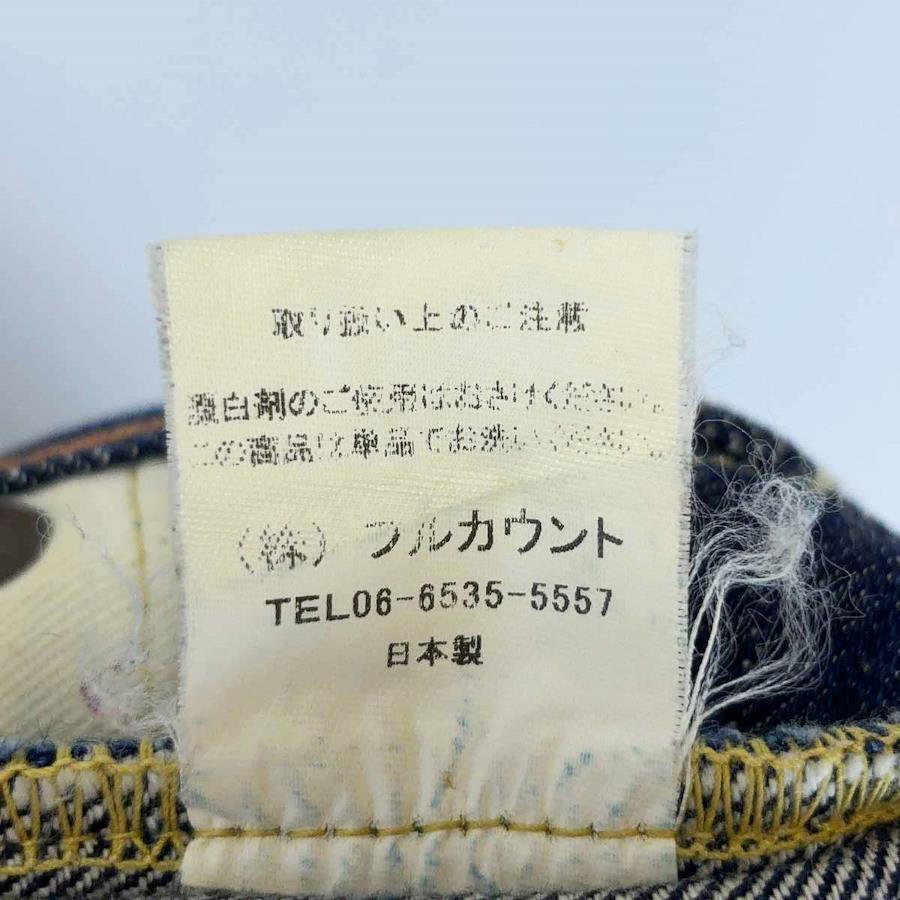 取り扱い上のご注意
漂白剤のご使用はおさけください。
この商品は単品でお洗いください。
(株) フルカウント
TEL06-6535-5557
日本製